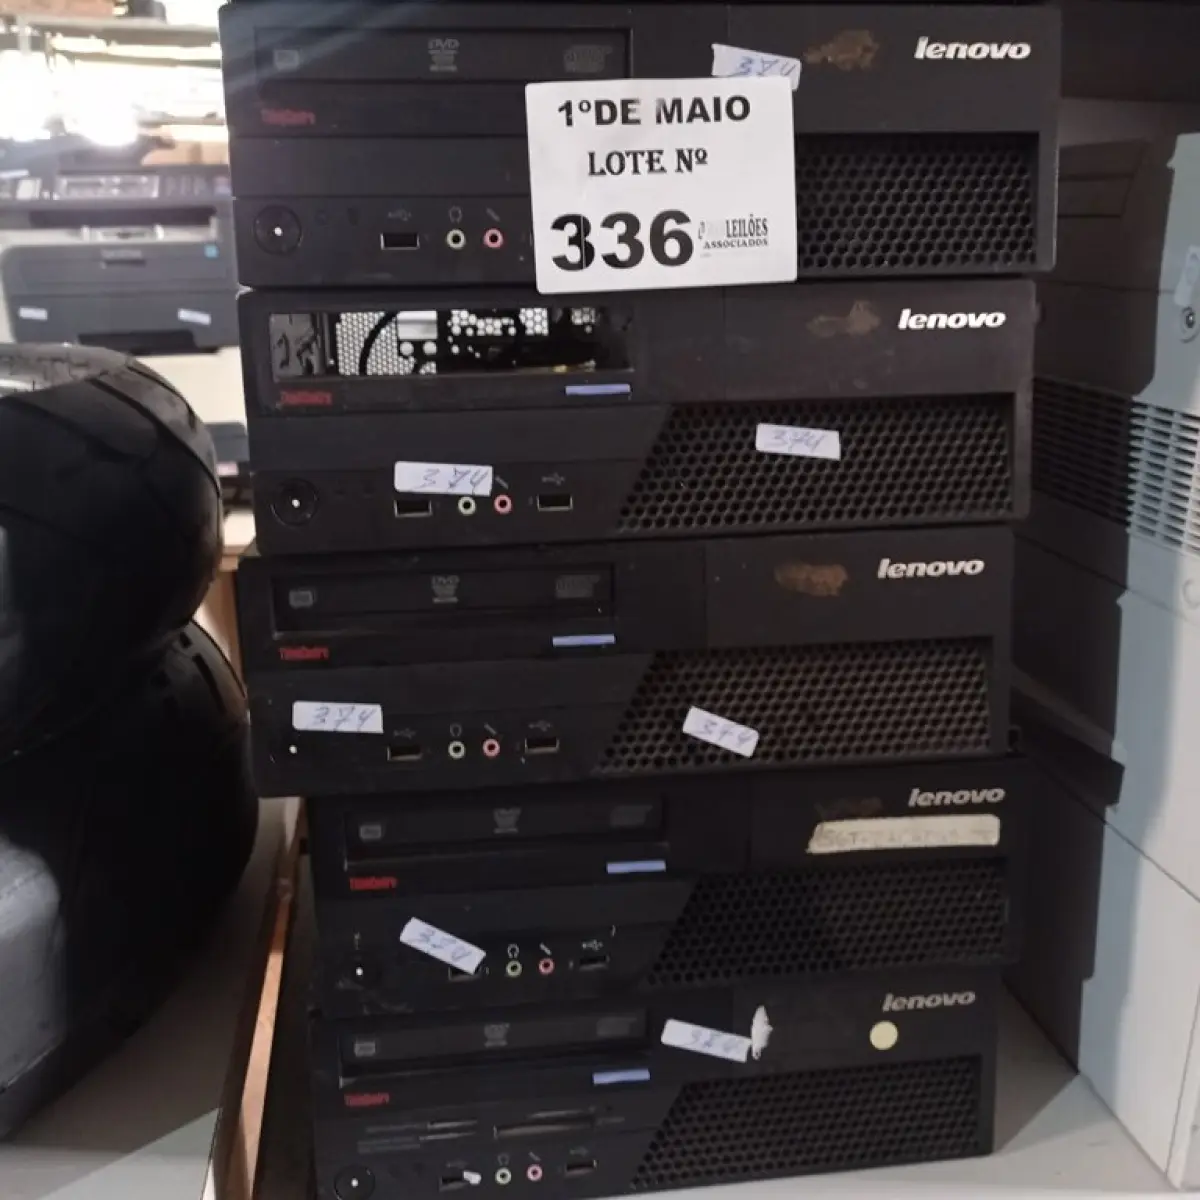 lenovo
DVD
374
ThinkCentre
1ºDE MAIO
LOTE Nº
336
LEILÕES
ASSOCIADOS
lenovo
ThinkCentre
374
374
lenovo
DVD
ThinkCentre
374
374
lenovo
ThinkCentre
lenovo
ThinkCentre